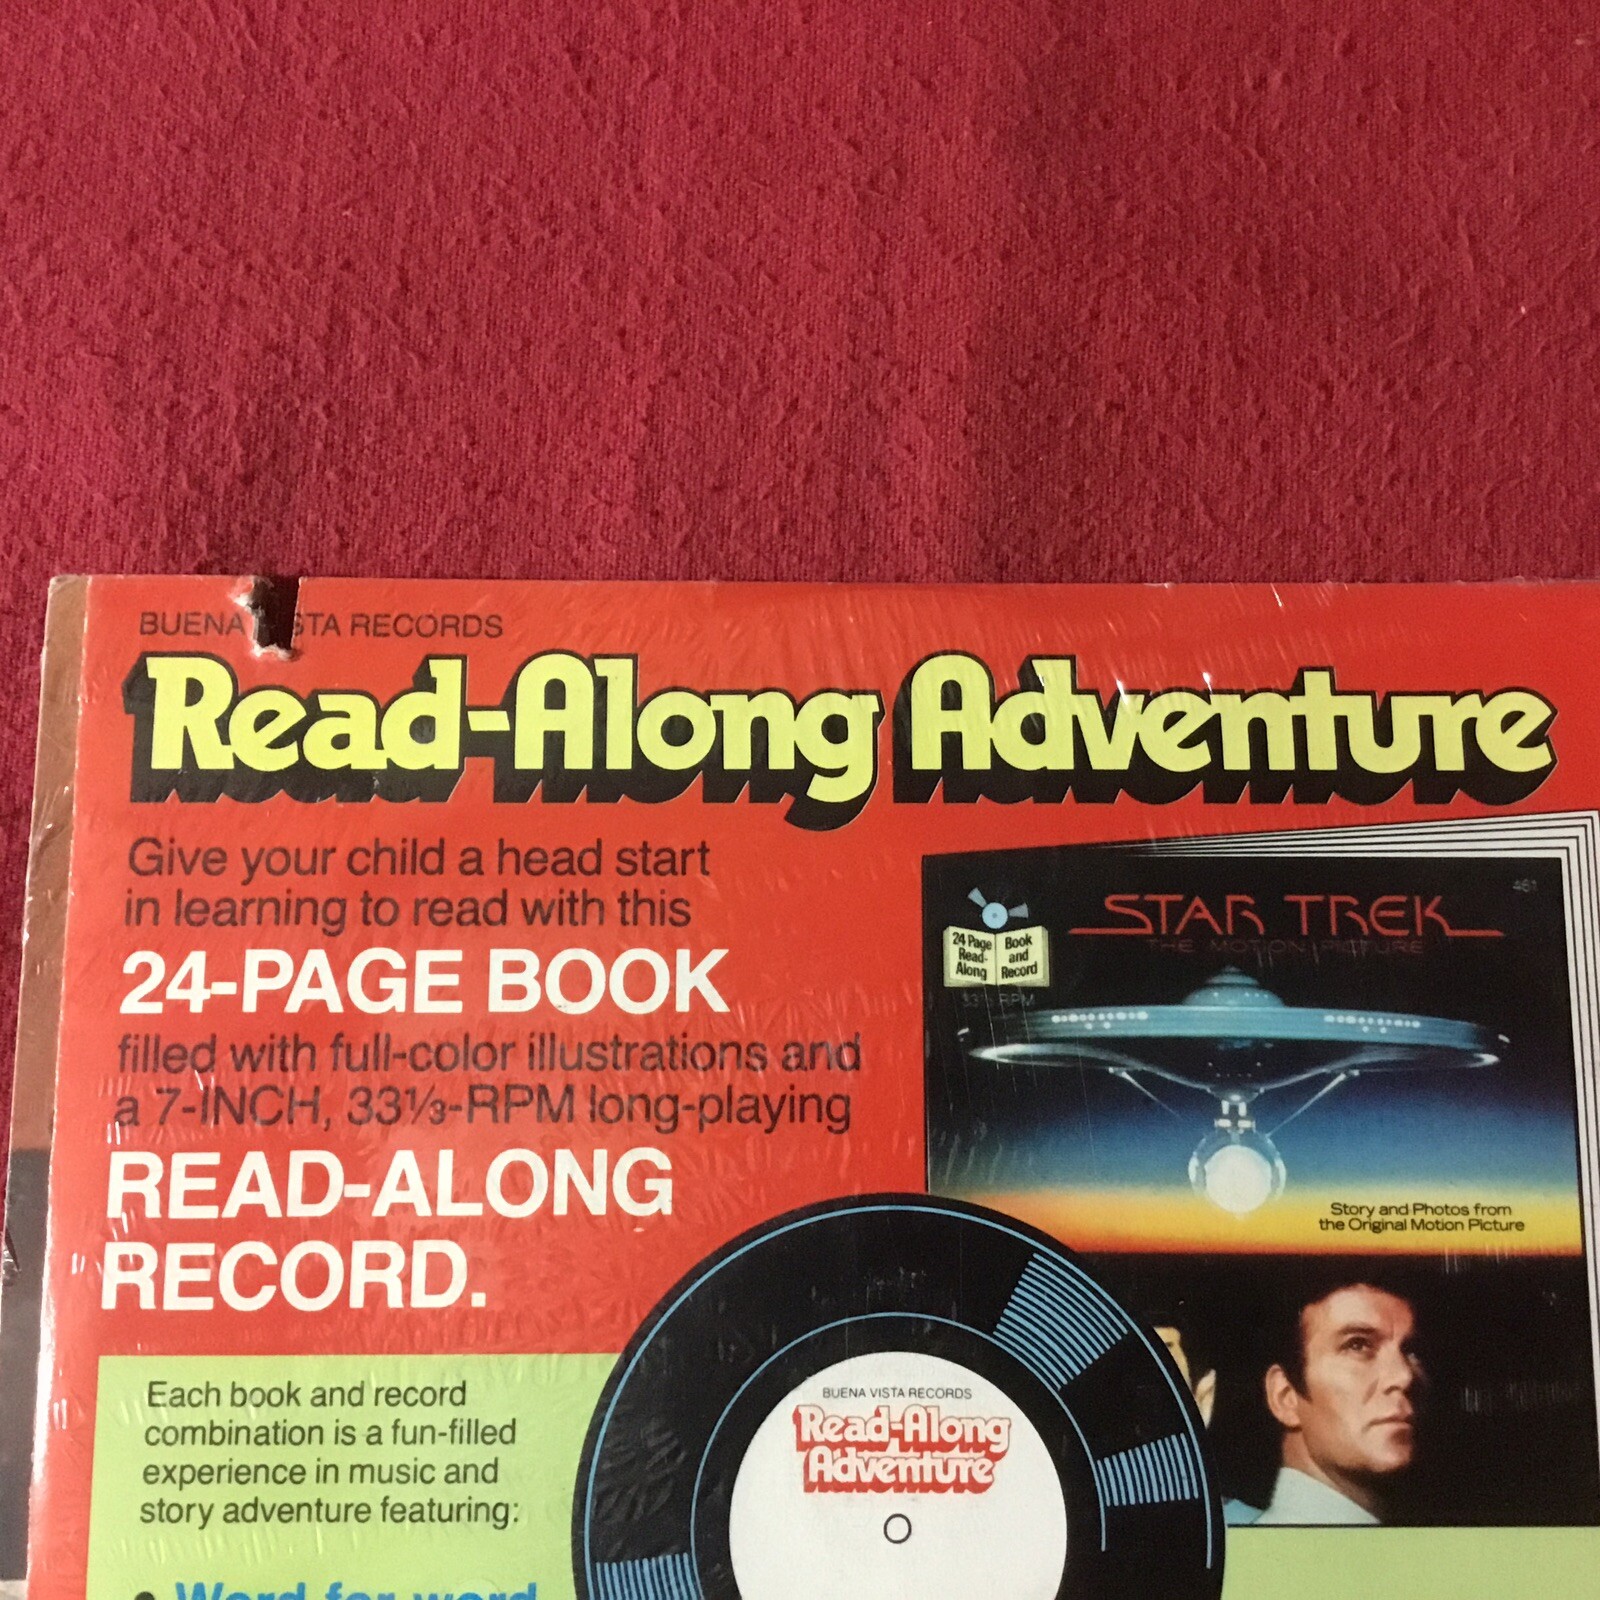 BUENA STA RECORDS
Read-Along Adventure
Give your child a head start
in learning to read with this
24-PAGE BOOK
filled with full-color illustrations and
a 7-INCH, 33⅓-RPM long-playing
READ-ALONG
RECORD.
Each book and record
combination is a fun-filled
experience in music and
story adventure featuring:
• Word-for-word
461
STAR TREK
THE MOTION PICTURE
24 Page Read-Along
Book and Record
33⅓ RPM
Story and Photos from
the Original Motion Picture
BUENA VISTA RECORDS
Read-Along
Adventure